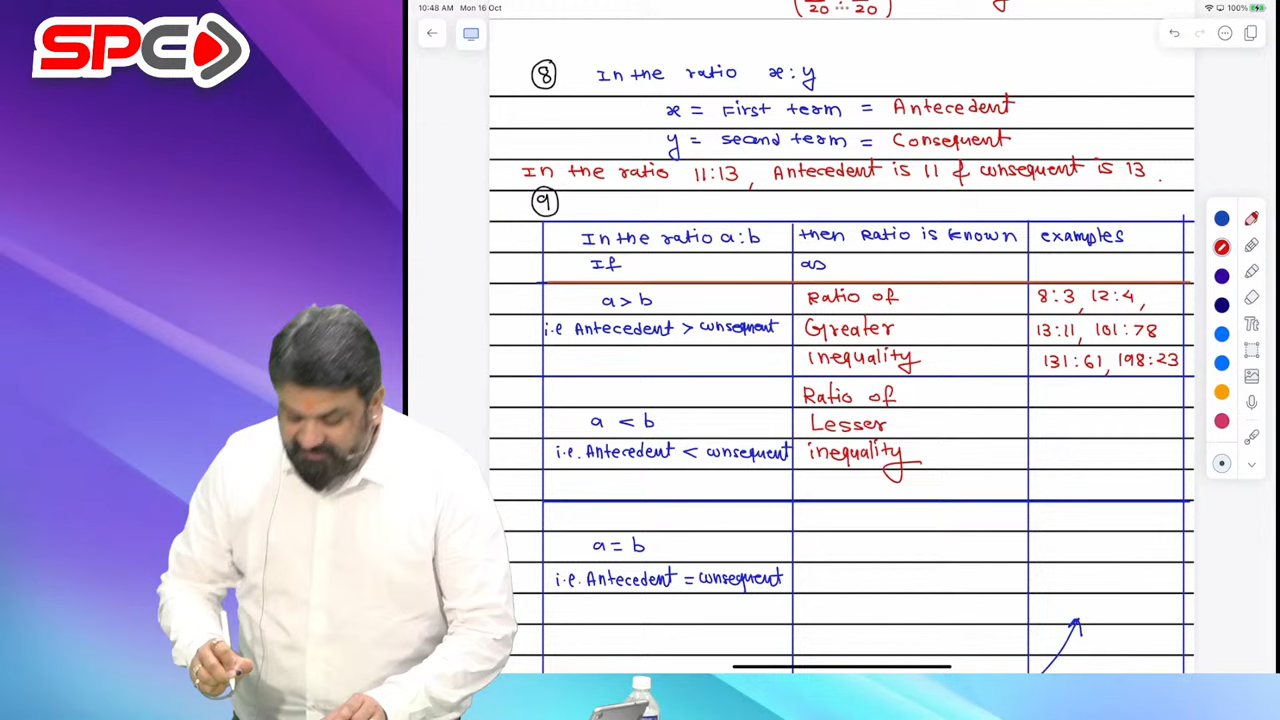 10:48 AM Mon 16 Oct
100%
SPE
20 20
8 In the ratio x : y
x = First term = Antecedent
y = second term = Consequent
In the ratio 11:13, Antecedent is 11 & consequent is 13.
9
In the ratio a:b then Ratio is known examples
If as
a > b Ratio of 8:3, 12:4,
i.e Antecedent > consequent Greater 13:11, 101:78
inequality 131:61, 198:23
Ratio of
a < b Lesser
i.e. Antecedent < consequent inequality
a = b
i.e. Antecedent = consequent
Tt